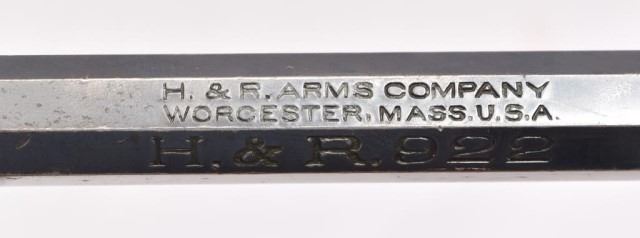 H. & R. ARMS COMPANY
WORCESTER, MASS. U.S.A.
H. & R. 922